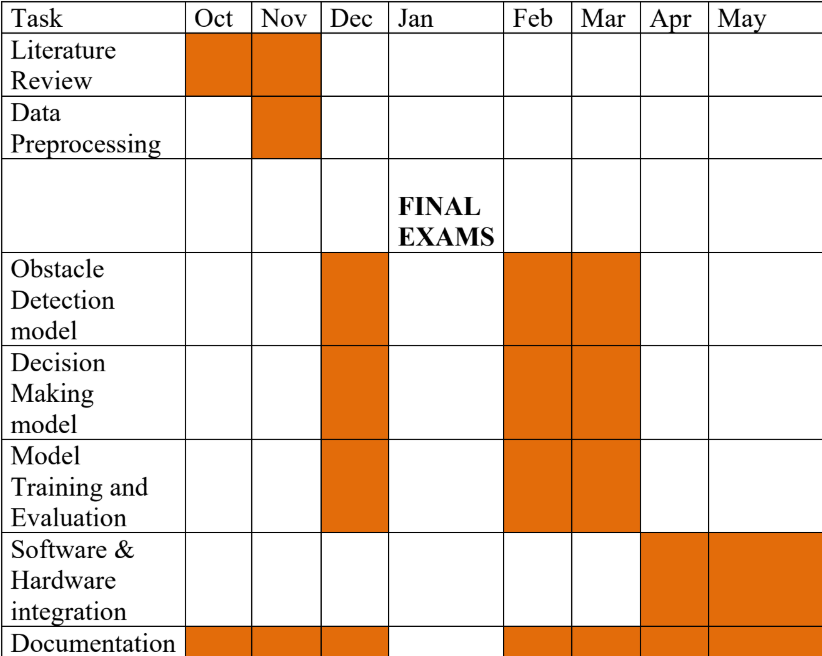 Task Oct Nov Dec Jan Feb Mar Apr May
Literature
Review
Data
Preprocessing
FINAL
EXAMS
Obstacle
Detection
model
Decision
Making
model
Model
Training and
Evaluation
Software &
Hardware
integration
Documentation